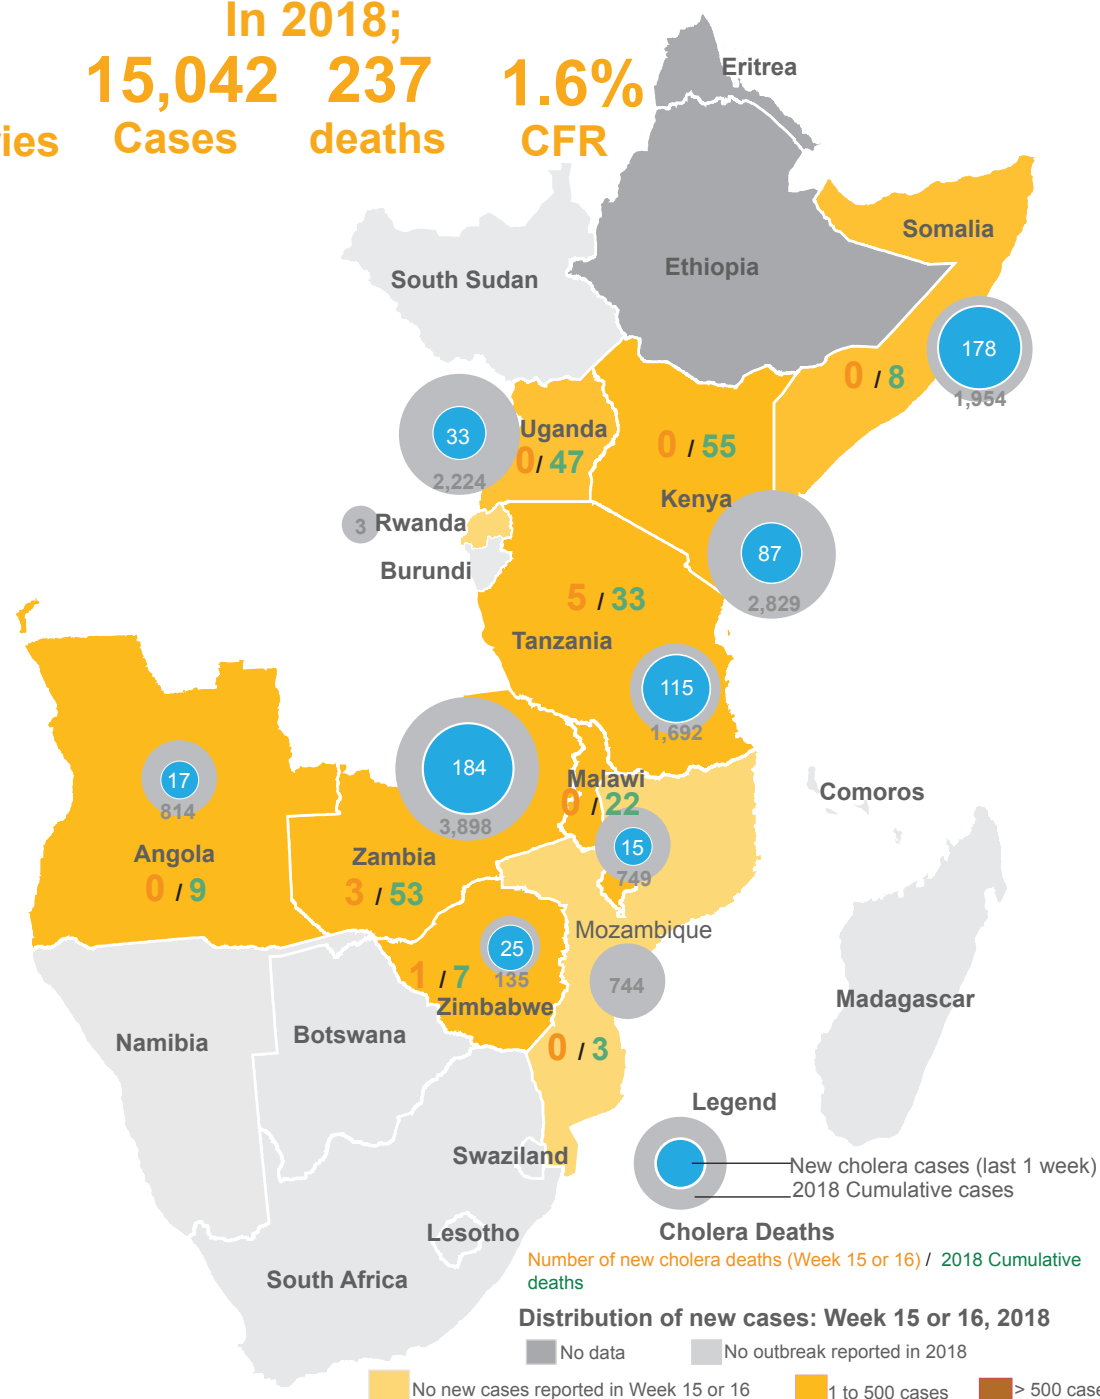 In 2018;
15,042 237 1.6%
ies Cases deaths CFR
Eritrea
Somalia
Ethiopia
South Sudan
178
1,954
0 / 8
33
2,224
Uganda
0/ 47
0 / 55
Kenya
87
2,829
3 Rwanda
Burundi
5 / 33
Tanzania
115
1,692
184
3,898
Malawi
0 / 22
15
749
Comoros
17
814
Angola
0 / 9
Zambia
3 / 53
Mozambique
744
0 / 3
25
135
1 / 7
Zimbabwe
Madagascar
Namibia
Botswana
Swaziland
Lesotho
South Africa
Legend
New cholera cases (last 1 week)
2018 Cumulative cases
Cholera Deaths
Number of new cholera deaths (Week 15 or 16) / 2018 Cumulative
deaths
Distribution of new cases: Week 15 or 16, 2018
No data No outbreak reported in 2018
No new cases reported in Week 15 or 16 1 to 500 cases > 500 case